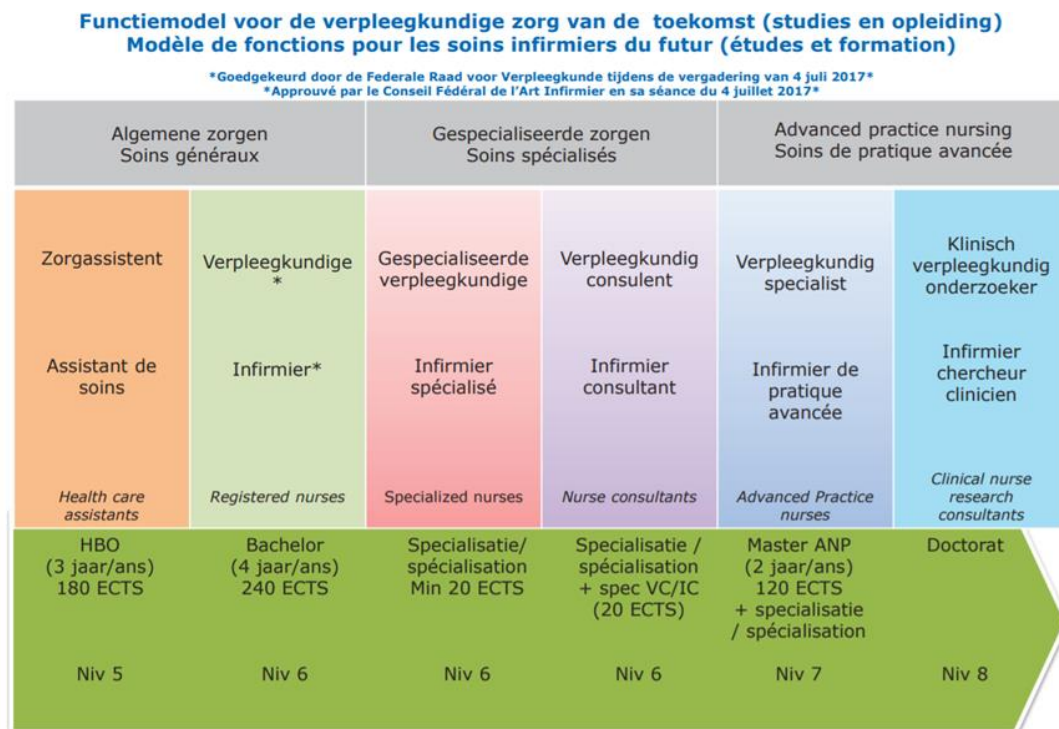 Functiemodel voor de verpleegkundige zorg van de toekomst (studies en opleiding)
Modèle de fonctions pour les soins infirmiers du futur (études et formation)
*Goedgekeurd door de Federale Raad voor Verpleegkunde tijdens de vergadering van 4 juli 2017*
*Approuvé par le Conseil Fédéral de l'Art Infirmier en sa séance du 4 juillet 2017*
Algemene zorgen
Soins généraux
Gespecialiseerde zorgen
Soins spécialisés
Advanced practice nursing
Soins de pratique avancée
Zorgassistent
Assistant de
soins
Health care
assistants
Verpleegkundige
*
Infirmier*
Registered nurses
Gespecialiseerde
verpleegkundige
Infirmier
spécialisé
Specialized nurses
Verpleegkundig
consulent
Infirmier
consultant
Nurse consultants
Verpleegkundig
specialist
Infirmier de
pratique
avancée
Advanced Practice
nurses
Klinisch
verpleegkundig
onderzoeker
Infirmier
chercheur
clinicien
Clinical nurse
research
consultants
HBO
(3 jaar/ans)
180 ECTS
Niv 5
Bachelor
(4 jaar/ans)
240 ECTS
Niv 6
Specialisatie/
spécialisation
Min 20 ECTS
Niv 6
Specialisatie /
spécialisation
+ spec VC/IC
(20 ECTS)
Niv 6
Master ANP
(2 jaar/ans)
120 ECTS
+ specialisatie
/ spécialisation
Niv 7
Doctorat
Niv 8